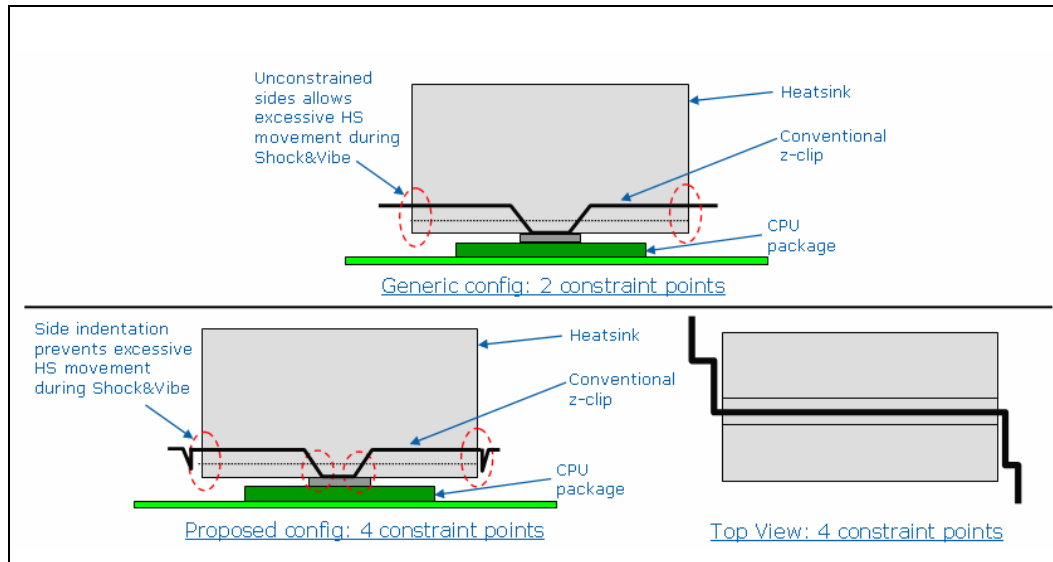 Unconstrained
sides allows
excessive HS
movement during
Shock&Vibe
Heatsink
Conventional
z-clip
CPU
package
Generic config: 2 constraint points
Side indentation
prevents excessive
HS movement
during Shock&Vibe
Heatsink
Conventional
z-clip
CPU
package
Proposed config: 4 constraint points
Top View: 4 constraint points